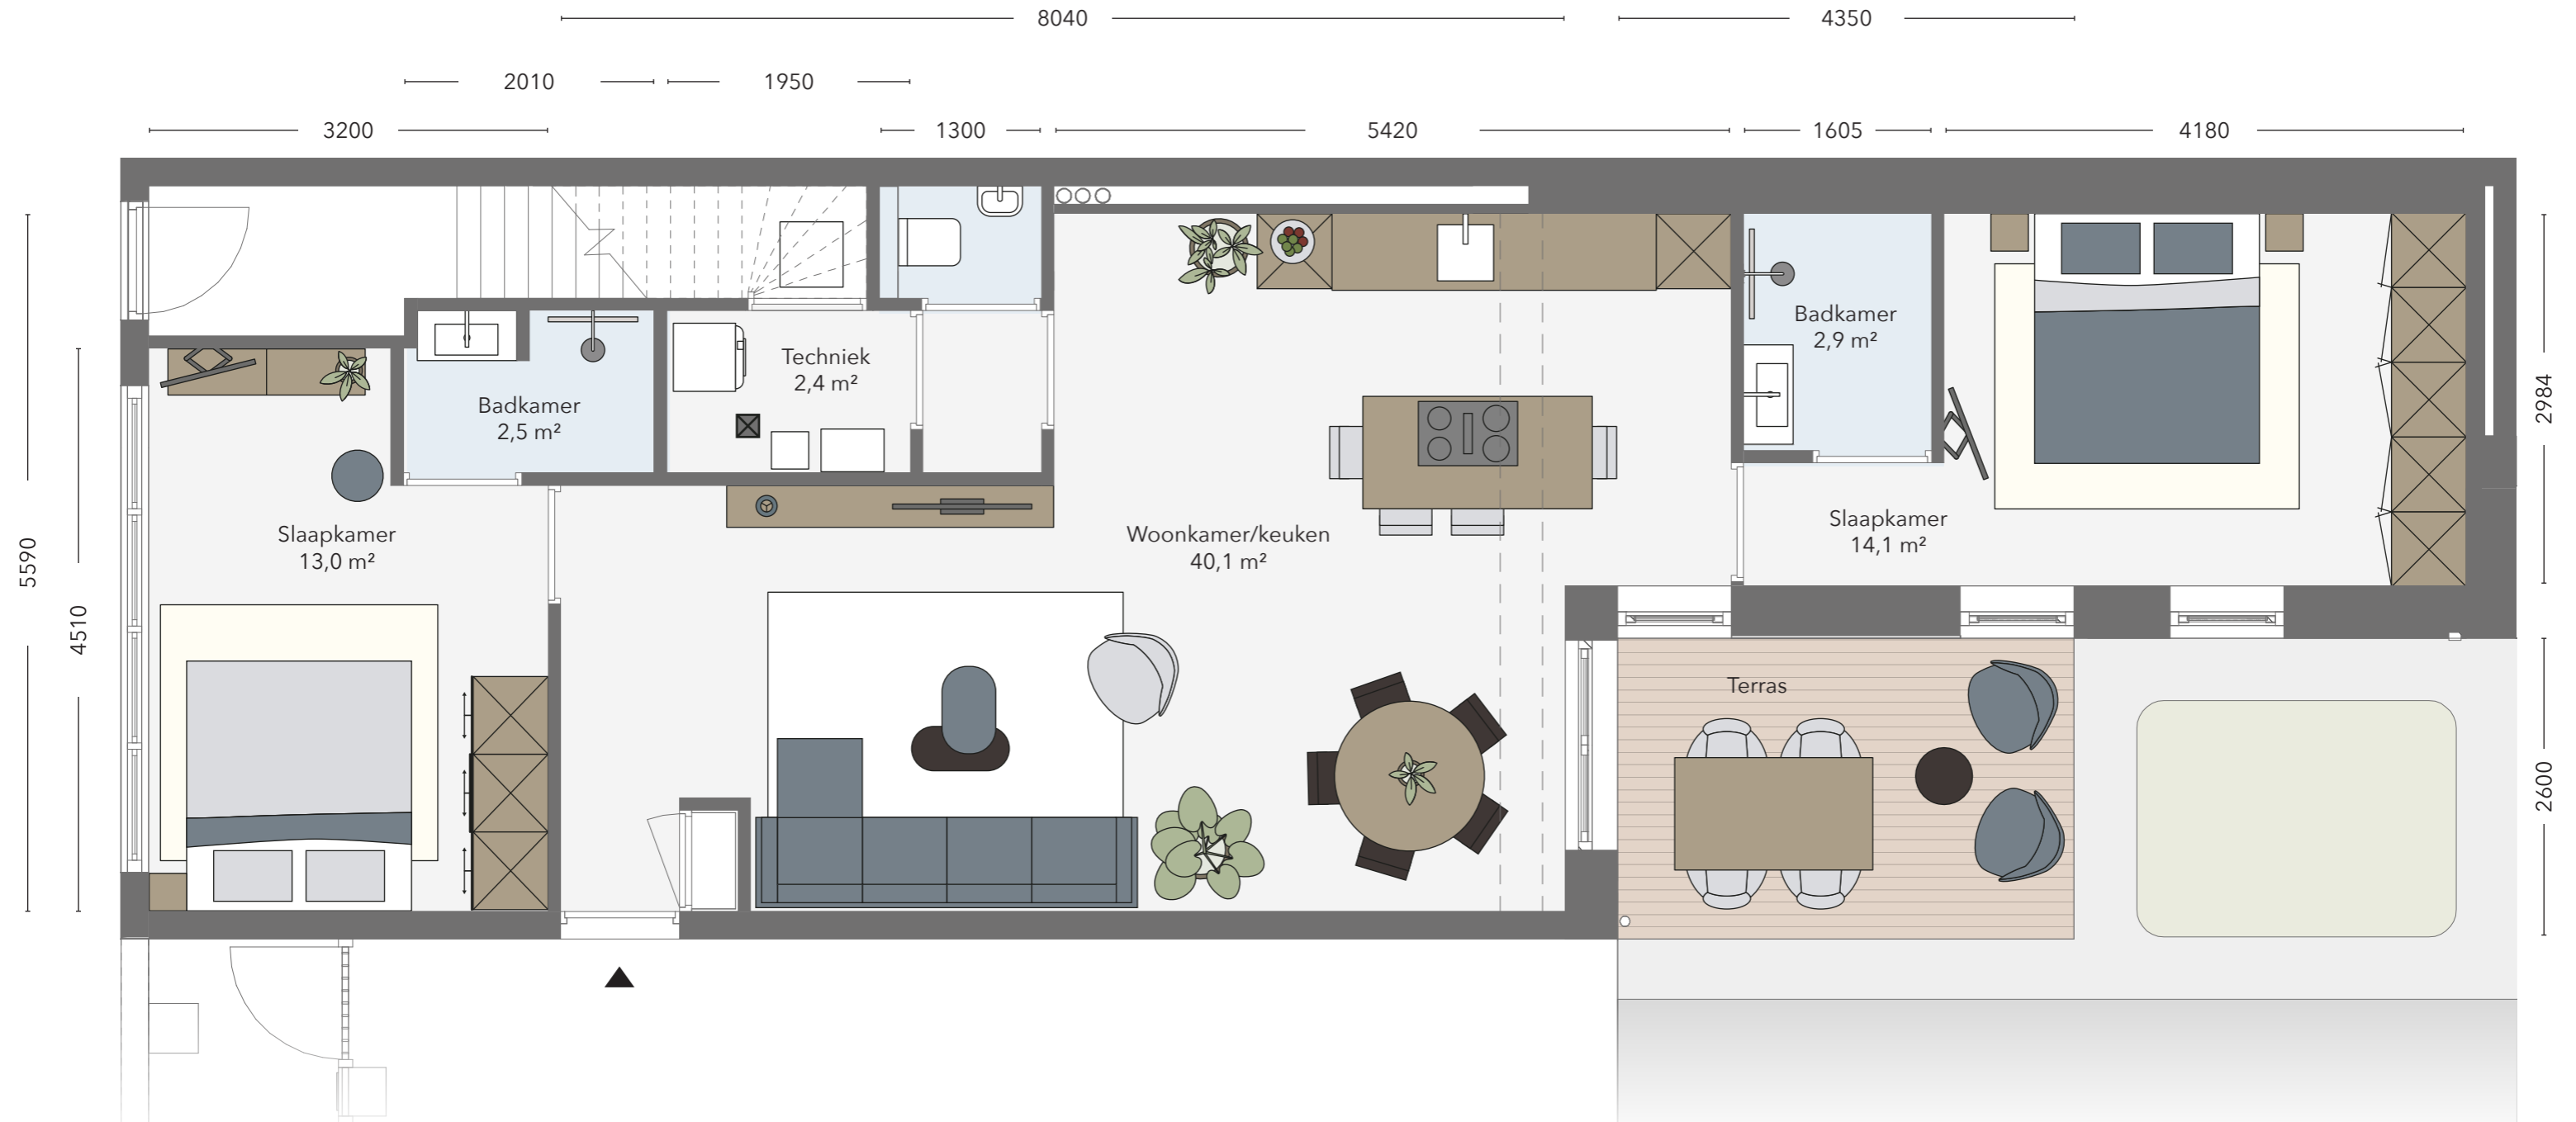 8040
4350
2010
1950
3200
1300
5420
1605
4180
Techniek
2,4 m²
Badkamer
2,5 m²
Badkamer
2,9 m²
Slaapkamer
13,0 m²
Woonkamer/keuken
40,1 m²
Slaapkamer
14,1 m²
Terras
5590
4510
2984
2600